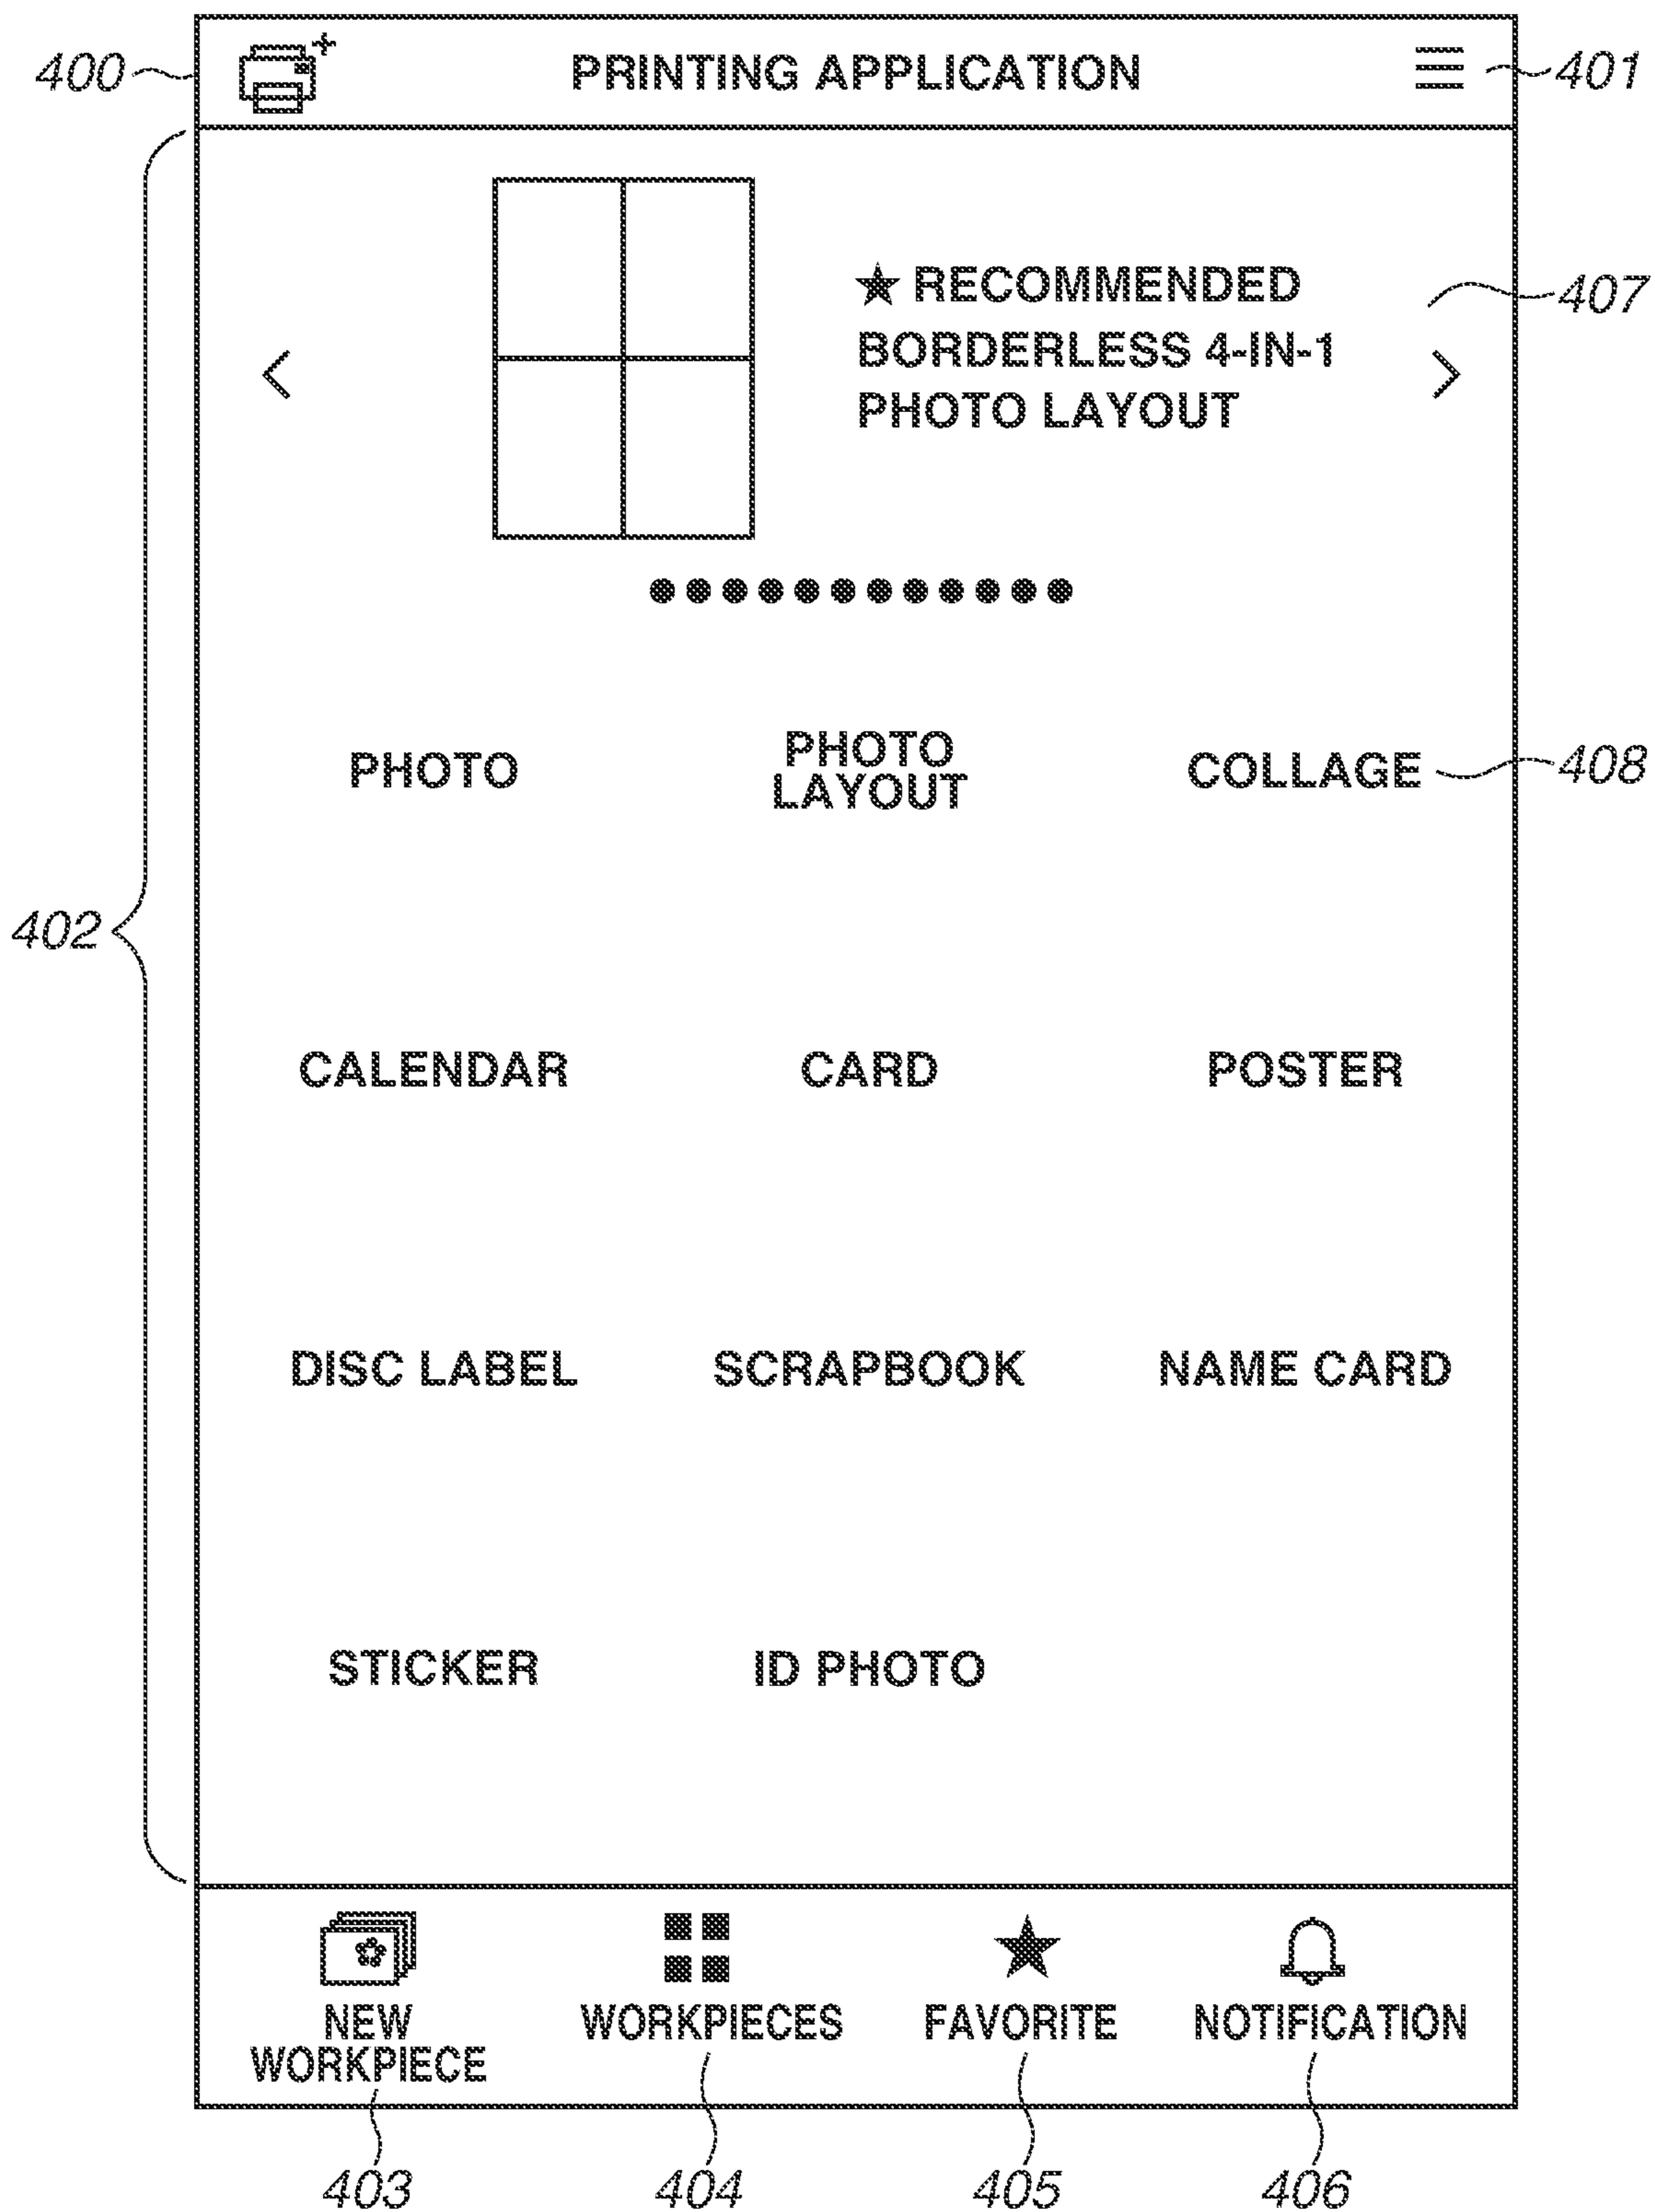 400
PRINTING APPLICATION
401
★ RECOMMENDED
407
BORDERLESS 4-IN-1
PHOTO LAYOUT
<
>
PHOTO
PHOTO
LAYOUT
COLLAGE
408
402
CALENDAR
CARD
POSTER
DISC LABEL
SCRAPBOOK
NAME CARD
STICKER
ID PHOTO
NEW
WORKPIECE
WORKPIECES
FAVORITE
NOTIFICATION
403
404
405
406